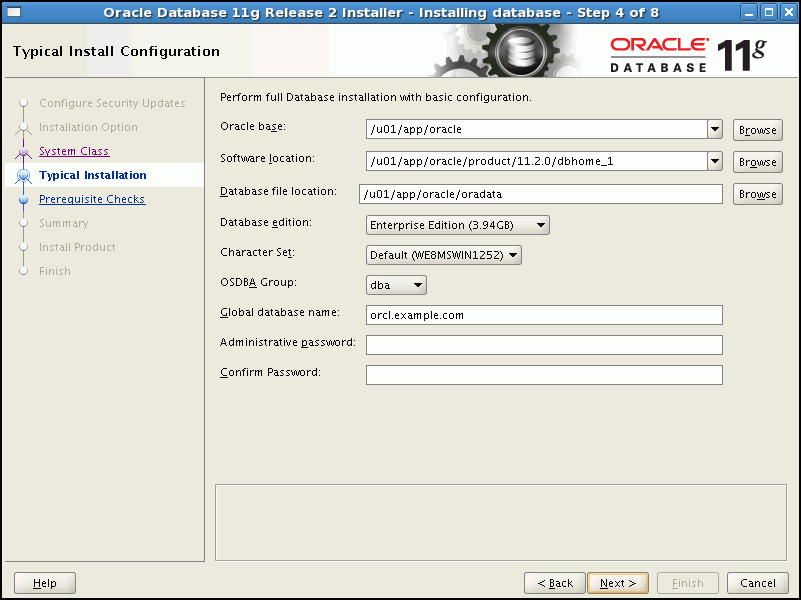 Oracle Database 11g Release 2 Installer - Installing database - Step 4 of 8
Typical Install Configuration
ORACLE®
DATABASE
11g
Configure Security Updates
Installation Option
System Class
Typical Installation
Prerequisite Checks
Summary
Install Product
Finish
Perform full Database installation with basic configuration.
Oracle base: /u01/app/oracle Browse
Software location: /u01/app/oracle/product/11.2.0/dbhome_1 Browse
Database file location: /u01/app/oracle/oradata Browse
Database edition: Enterprise Edition (3.94GB)
Character Set: Default (WE8MSWIN1252)
OSDBA Group: dba
Global database name: orcl.example.com
Administrative password:
Confirm Password:
Help < Back Next > Finish Cancel